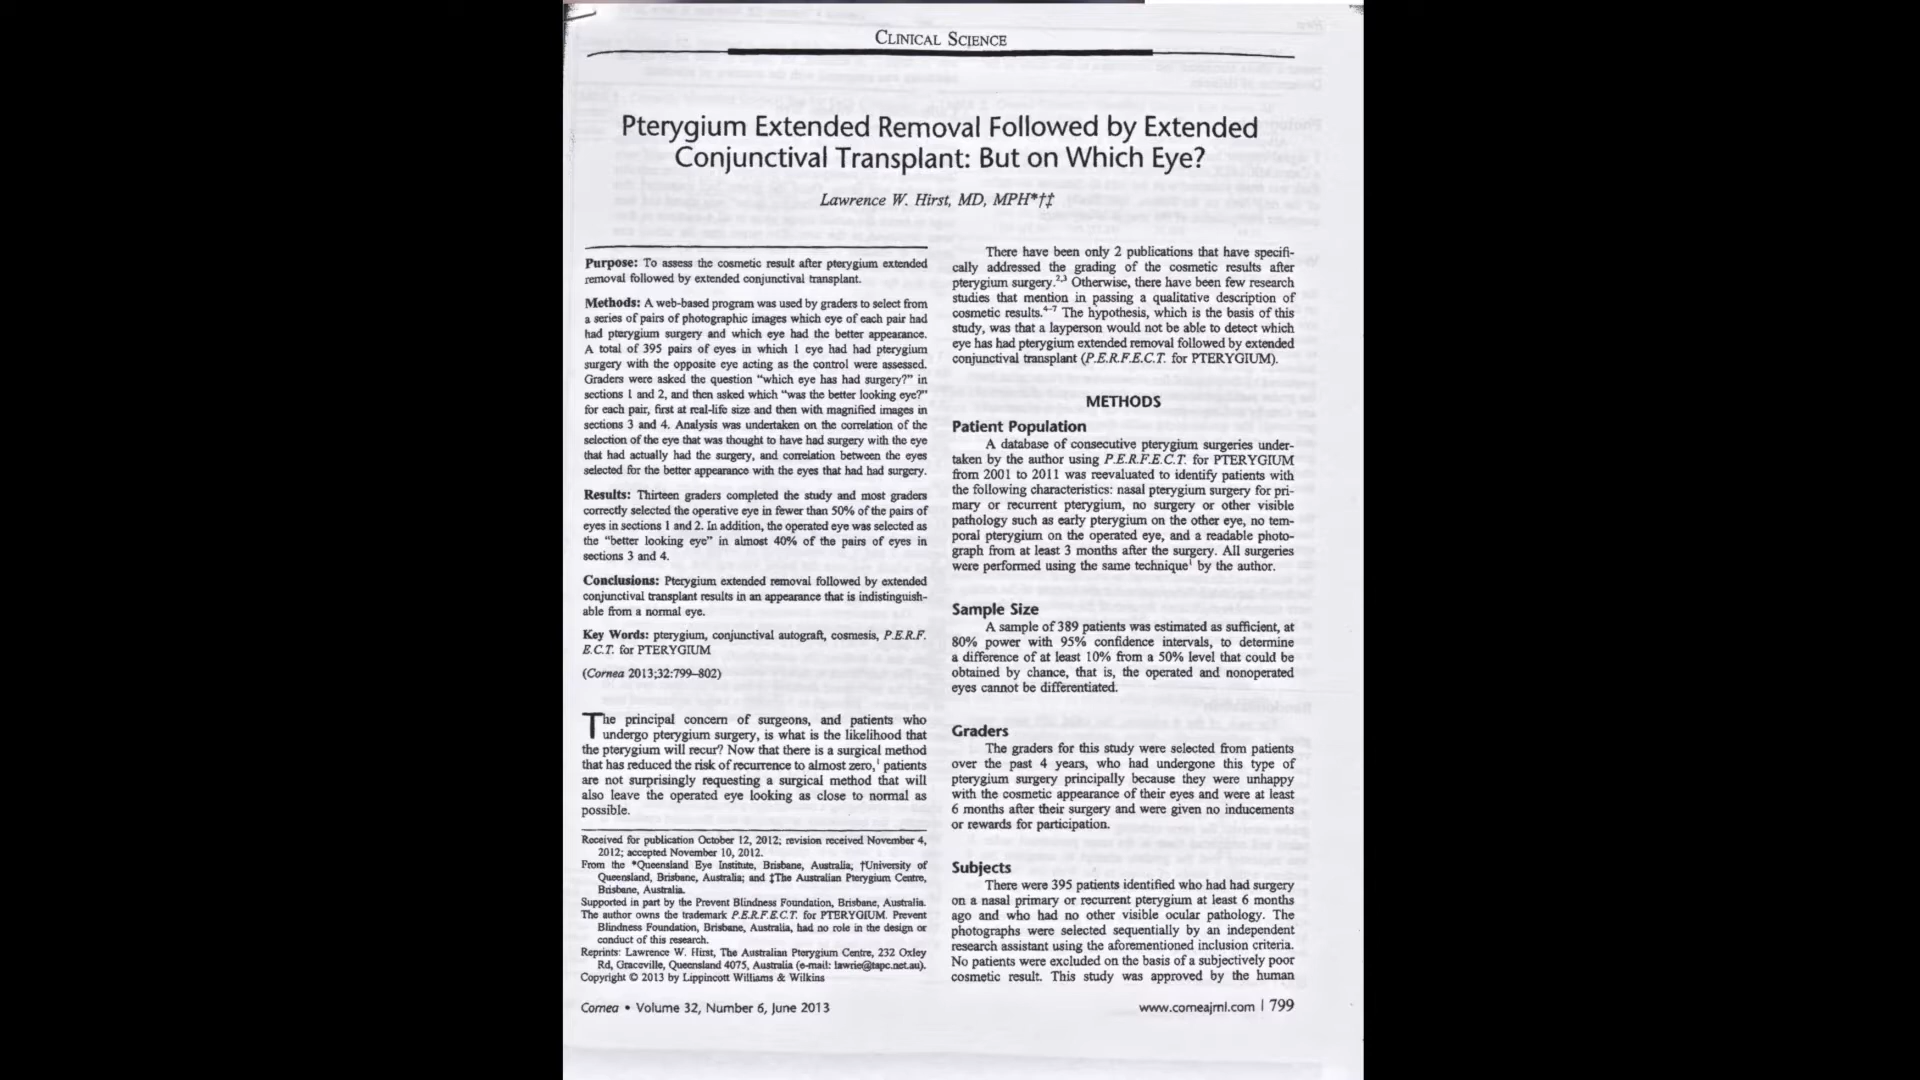 CLINICAL SCIENCE
Pterygium Extended Removal Followed by Extended
Conjunctival Transplant: But on Which Eye?
Lawrence W. Hirst, MD, MPH*†‡
Purpose: To assess the cosmetic result after pterygium extended
removal followed by extended conjunctival transplant.
Methods: A web-based program was used by graders to select from
a series of pairs of photographic images which eye of each pair had
had pterygium surgery and which eye had the better appearance.
A total of 395 pairs of eyes in which 1 eye had had pterygium
surgery with the opposite eye acting as the control were assessed.
Graders were asked the question “which eye has had surgery?” in
sections 1 and 2, and then asked which “was the better looking eye?”
for each pair, first at real-life size and then with magnified images in
sections 3 and 4. Analysis was undertaken on the correlation of the
selection of the eye that was thought to have had surgery with the eye
that had actually had the surgery, and correlation between the eyes
selected for the better appearance with the eyes that had had surgery.
Results: Thirteen graders completed the study and most graders
correctly selected the operative eye in fewer than 50% of the pairs of
eyes in sections 1 and 2. In addition, the operated eye was selected as
the “better looking eye” in almost 40% of the pairs of eyes in
sections 3 and 4.
Conclusions: Pterygium extended removal followed by extended
conjunctival transplant results in an appearance that is indistinguish-
able from a normal eye.
Key Words: pterygium, conjunctival autograft, cosmesis, P.E.R.F.
E.C.T. for PTERYGIUM
(Cornea 2013;32:799–802)
The principal concern of surgeons, and patients who
undergo pterygium surgery, is what is the likelihood that
the pterygium will recur? Now that there is a surgical method
that has reduced the risk of recurrence to almost zero,1 patients
are not surprisingly requesting a surgical method that will
also leave the operated eye looking as close to normal as
possible.
Received for publication October 12, 2012; revision received November 4,
2012; accepted November 10, 2012.
From the *Queensland Eye Institute, Brisbane, Australia; †University of
Queensland, Brisbane, Australia; and ‡The Australian Pterygium Centre,
Brisbane, Australia.
Supported in part by the Prevent Blindness Foundation, Brisbane, Australia.
The author owns the trademark P.E.R.F.E.C.T. for PTERYGIUM. Prevent
Blindness Foundation, Brisbane, Australia, had no role in the design or
conduct of this research.
Reprints: Lawrence W. Hirst, The Australian Pterygium Centre, 232 Oxley
Rd, Graceville, Queensland 4075, Australia (e-mail: lawrie@tapc.net.au).
Copyright © 2013 by Lippincott Williams & Wilkins
There have been only 2 publications that have specifi-
cally addressed the grading of the cosmetic results after
pterygium surgery.2,3 Otherwise, there have been few research
studies that mention in passing a qualitative description of
cosmetic results.4–7 The hypothesis, which is the basis of this
study, was that a layperson would not be able to detect which
eye has had pterygium extended removal followed by extended
conjunctival transplant (P.E.R.F.E.C.T. for PTERYGIUM).
METHODS
Patient Population
A database of consecutive pterygium surgeries under-
taken by the author using P.E.R.F.E.C.T. for PTERYGIUM
from 2001 to 2011 was reevaluated to identify patients with
the following characteristics: nasal pterygium surgery for pri-
mary or recurrent pterygium, no surgery or other visible
pathology such as early pterygium on the other eye, no tem-
poral pterygium on the operated eye, and a readable photo-
graph from at least 3 months after the surgery. All surgeries
were performed using the same technique1 by the author.
Sample Size
A sample of 389 patients was estimated as sufficient, at
80% power with 95% confidence intervals, to determine
a difference of at least 10% from a 50% level that could be
obtained by chance, that is, the operated and nonoperated
eyes cannot be differentiated.
Graders
The graders for this study were selected from patients
over the past 4 years, who had undergone this type of
pterygium surgery principally because they were unhappy
with the cosmetic appearance of their eyes and were at least
6 months after their surgery and were given no inducements
or rewards for participation.
Subjects
There were 395 patients identified who had had surgery
on a nasal primary or recurrent pterygium at least 6 months
ago and who had no other visible ocular pathology. The
photographs were selected sequentially by an independent
research assistant using the aforementioned inclusion criteria.
No patients were excluded on the basis of a subjectively poor
cosmetic result. This study was approved by the human
Cornea • Volume 32, Number 6, June 2013
www.corneajrnl.com | 799